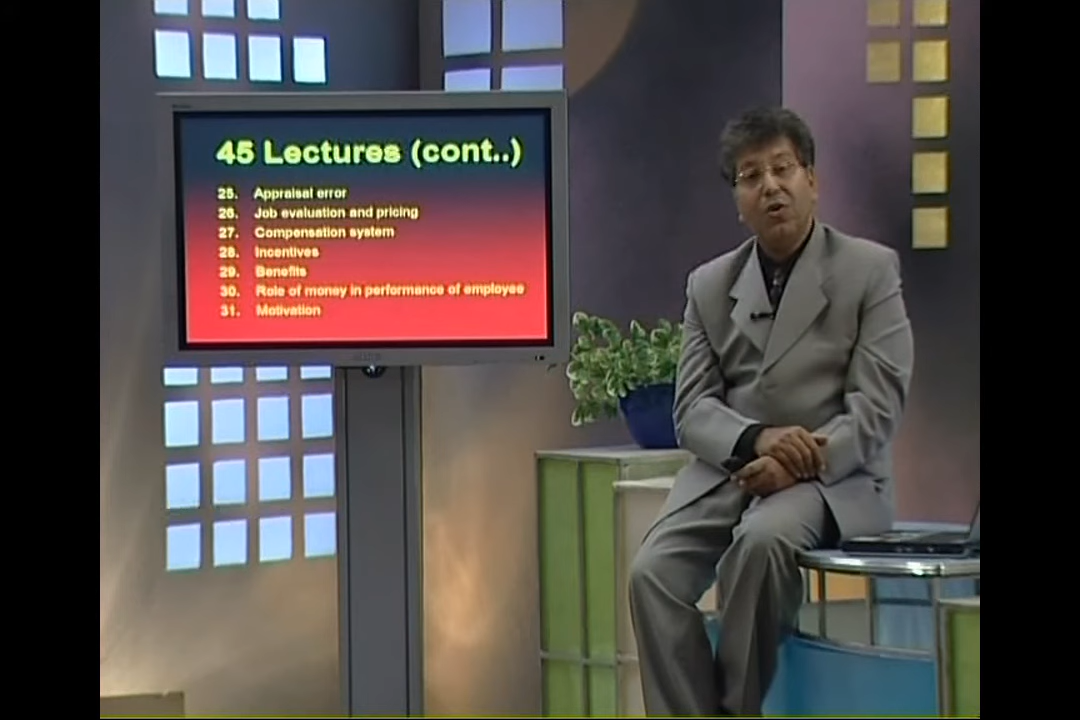 45 Lectures (cont..)
25. Appraisal error
26. Job evaluation and pricing
27. Compensation system
28. Incentives
29. Benefits
30. Role of money in performance of employee
31. Motivation